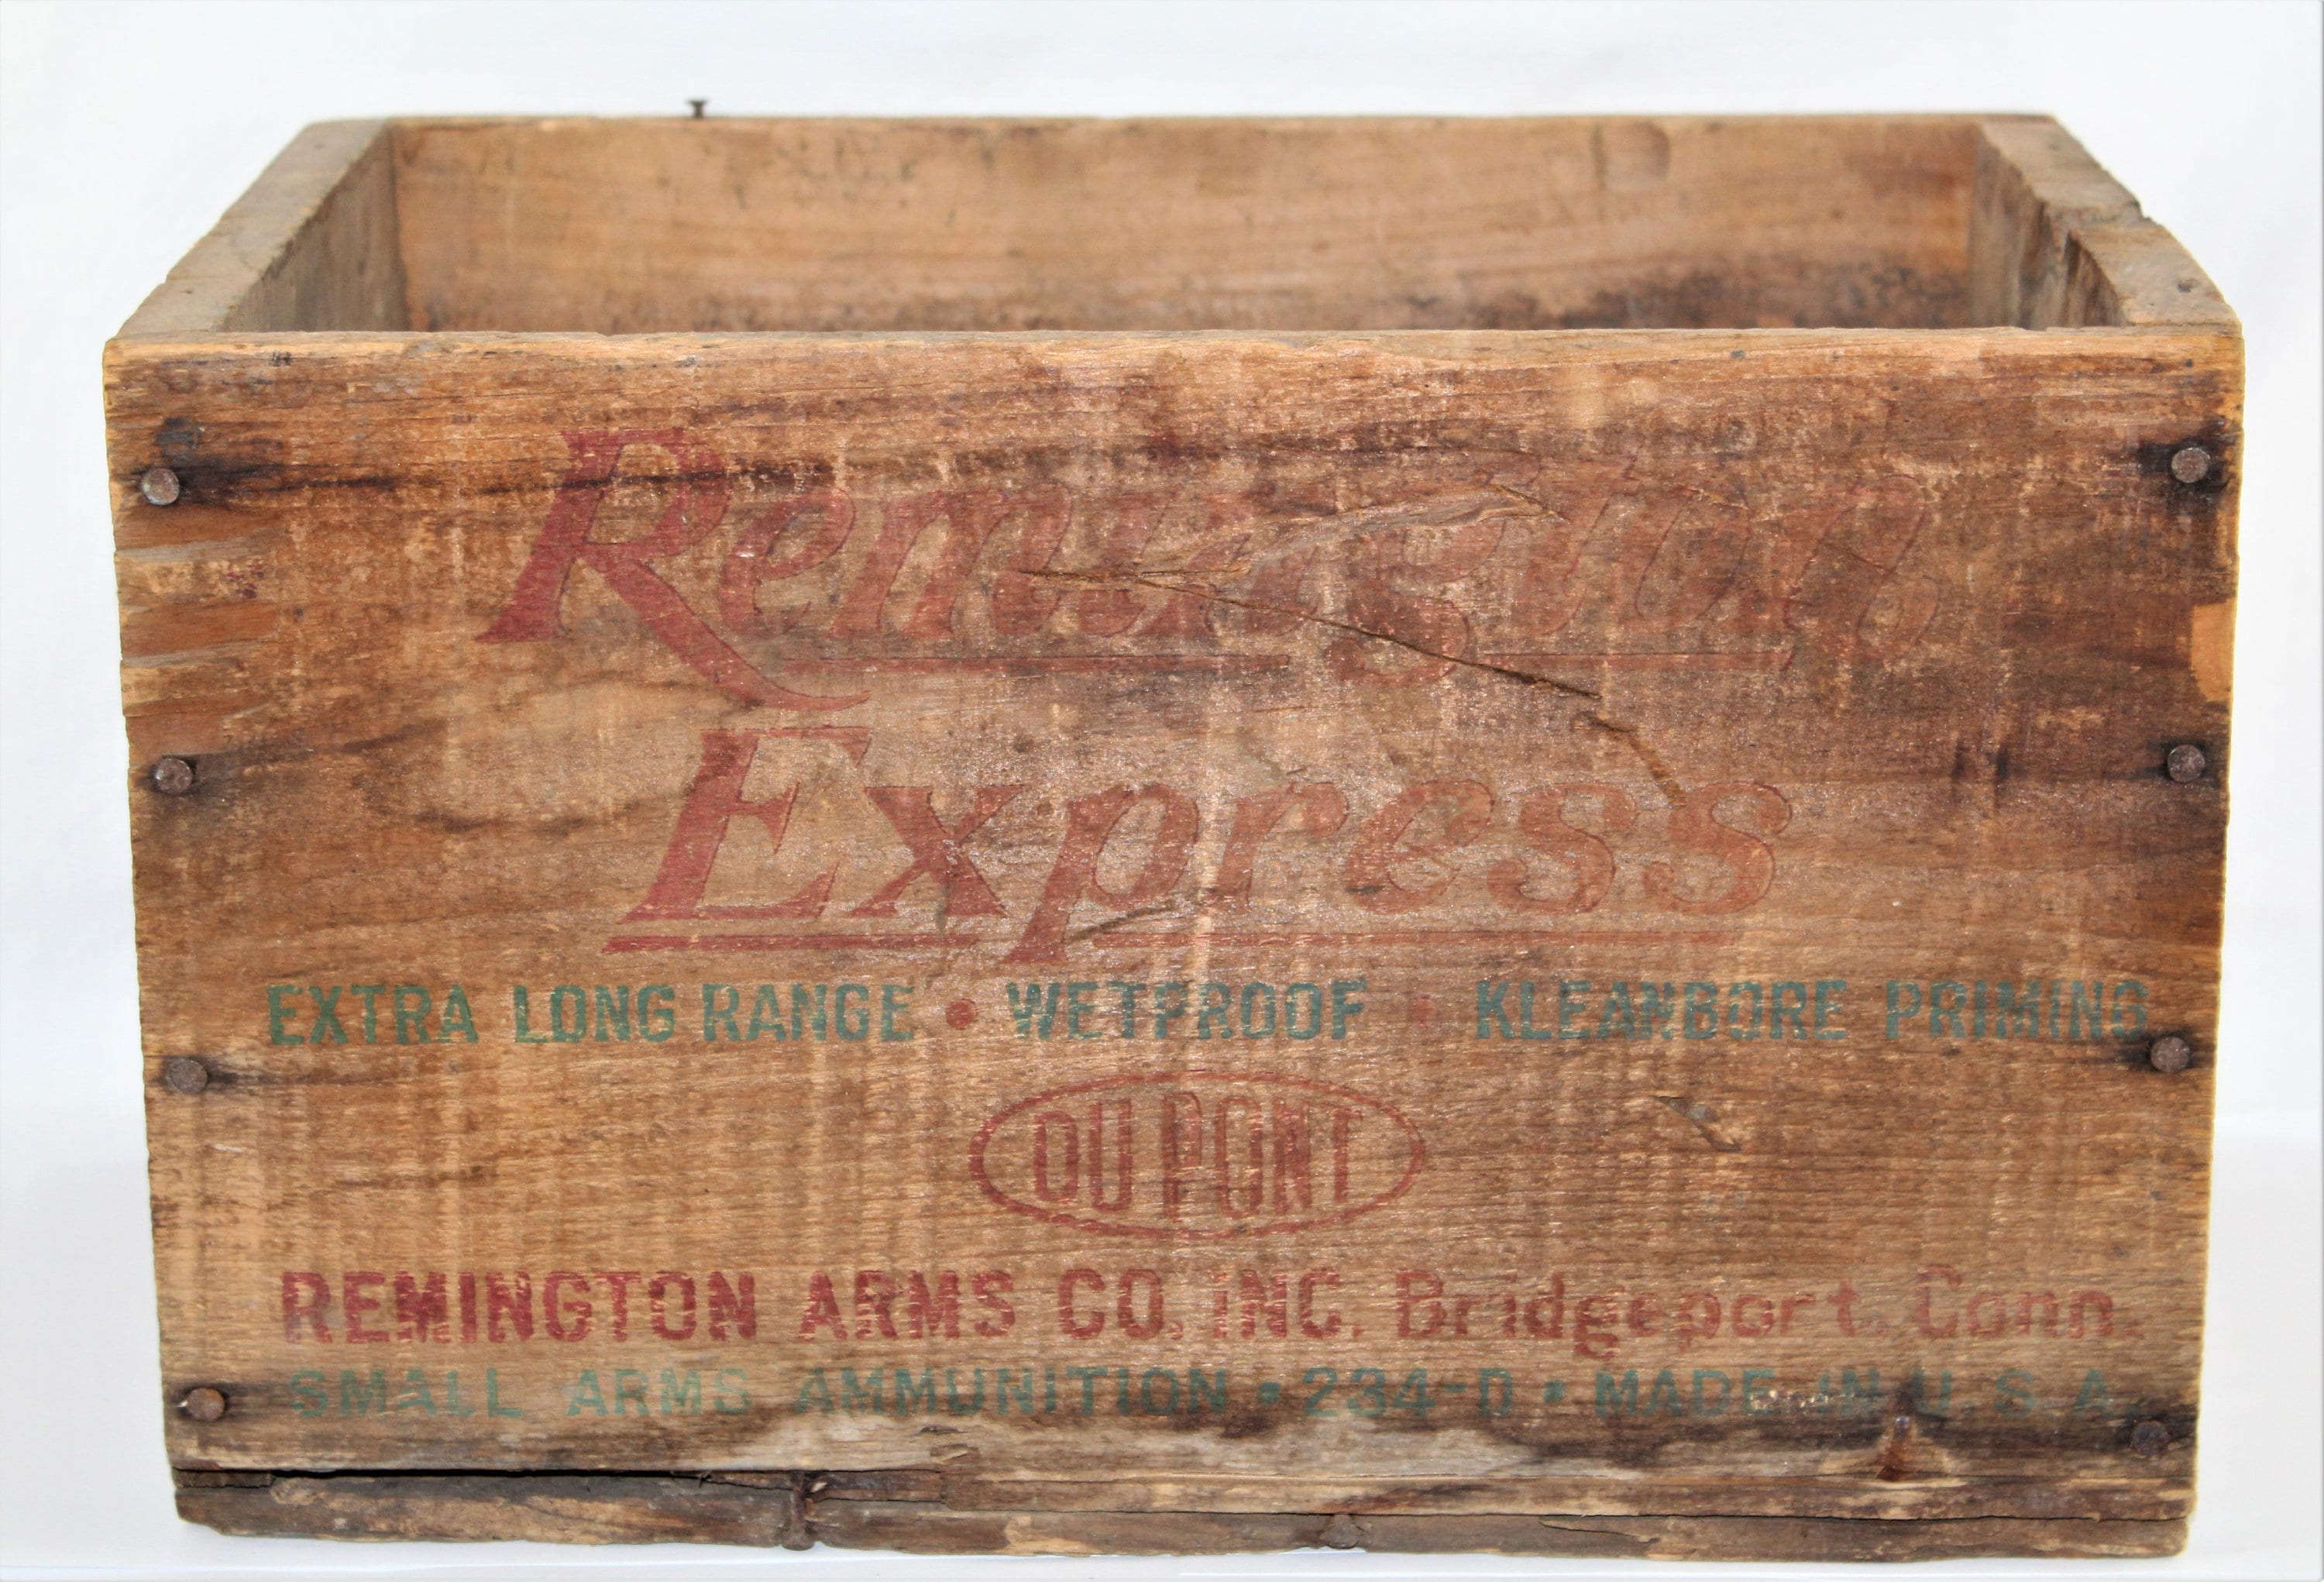 Remington
Express
EXTRA LONG RANGE • WETPROOF • KLEANBORE PRIMING
DU PONT
REMINGTON ARMS CO. INC. Bridgeport, Conn.
SMALL ARMS AMMUNITION • 234-D • MADE IN U.S.A.